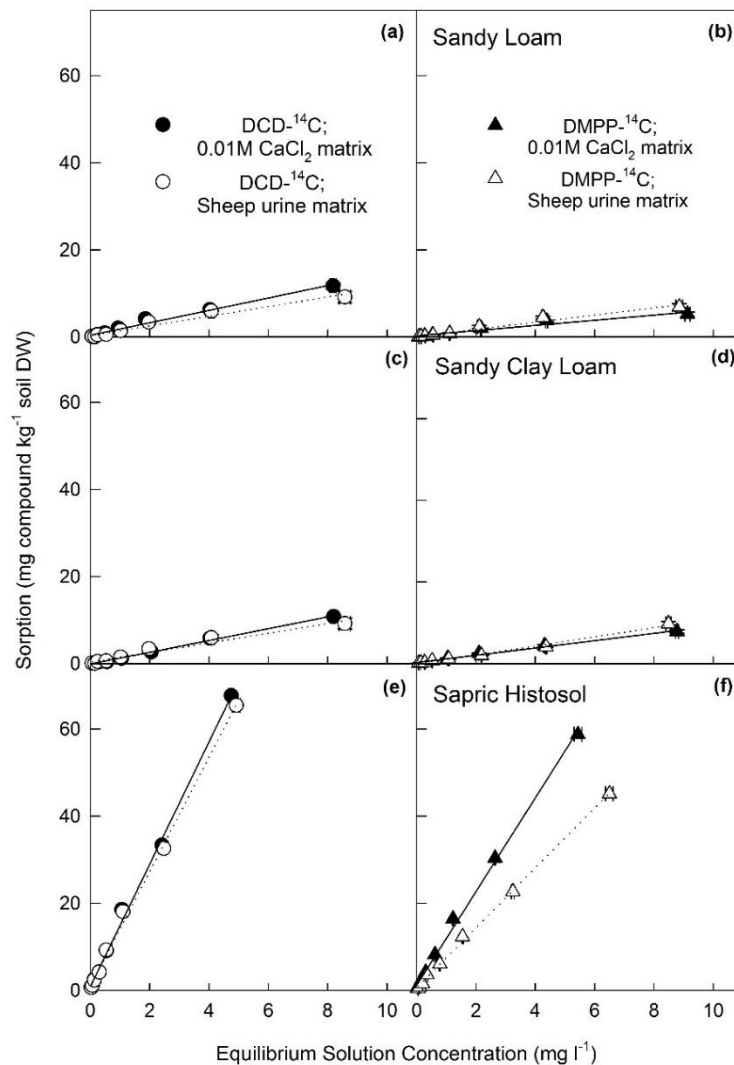 (a)
(b)
Sandy Loam
60
DCD-¹⁴C;
0.01M CaCl₂ matrix
DCD-¹⁴C;
Sheep urine matrix
DMPP-¹⁴C;
0.01M CaCl₂ matrix
DMPP-¹⁴C;
Sheep urine matrix
40
20
0
(c)
(d)
Sandy Clay Loam
60
40
20
0
(e)
(f)
Sapric Histosol
60
40
20
0
0 2 4 6 8 0 2 4 6 8 10
Sorption (mg compound kg⁻¹ soil DW)
Equilibrium Solution Concentration (mg l⁻¹)